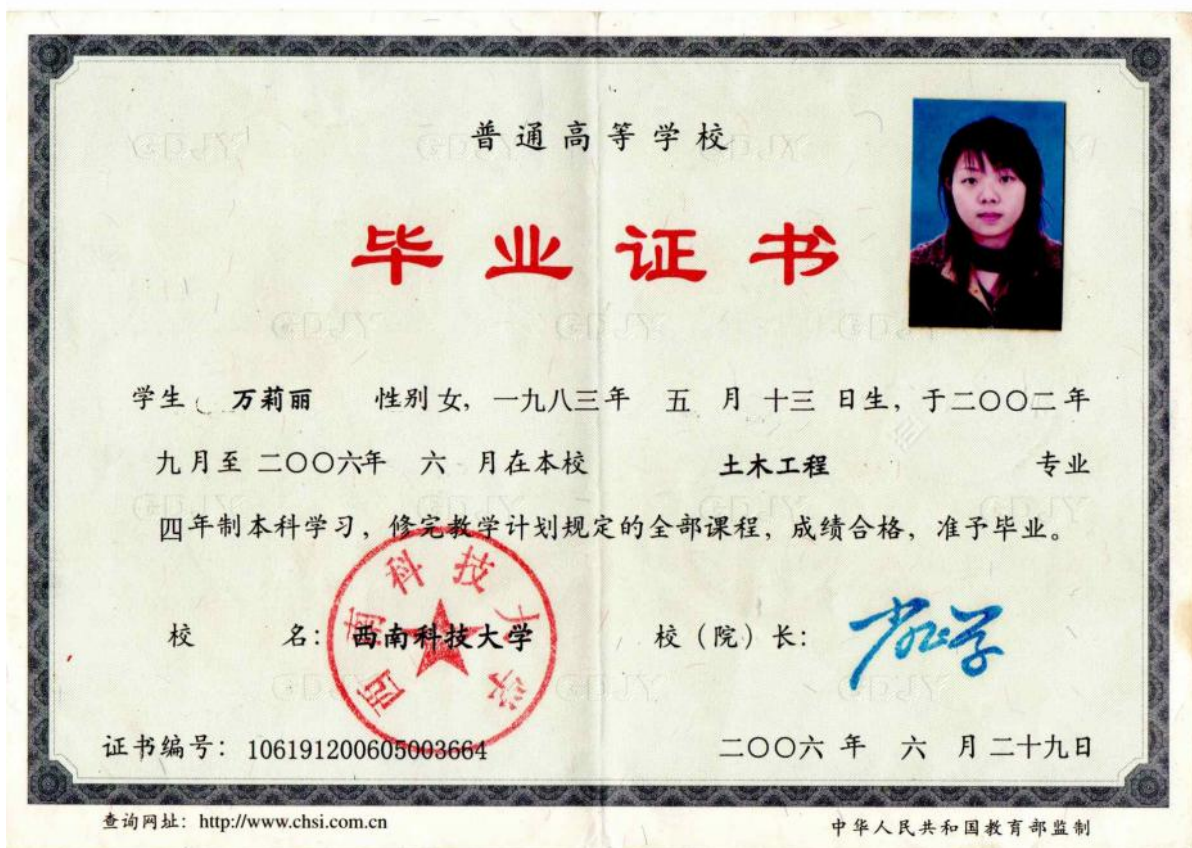 普通高等学校
毕业证书
学生 万莉丽 性别 女, 一九八三年 五 月 十三 日生, 于二〇〇二年
九月至 二〇〇六年 六 月在本校 土木工程 专业
四年制本科学习, 修完教学计划规定的全部课程, 成绩合格, 准予毕业。
校 名: 西南科技大学 校（院）长:
西南科技大学
证书编号: 106191200605003664 二〇〇六 年 六 月 二十九日
查询网址: http://www.chsi.com.cn 中华人民共和国教育部监制